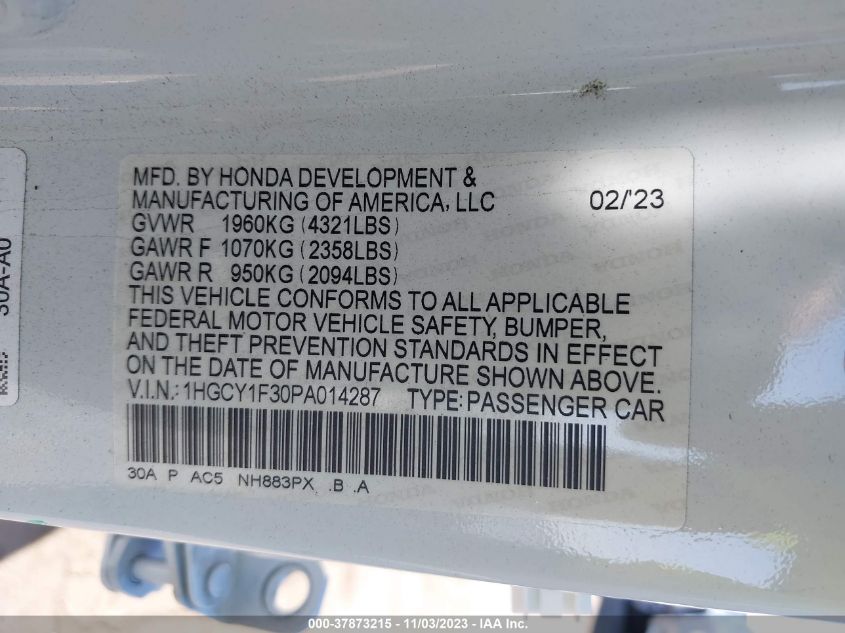 MFD. BY HONDA DEVELOPMENT &
MANUFACTURING OF AMERICA, LLC 02/'23
GVWR 1960KG (4321LBS)
GAWR F 1070KG (2358LBS)
GAWR R 950KG (2094LBS)
THIS VEHICLE CONFORMS TO ALL APPLICABLE
FEDERAL MOTOR VEHICLE SAFETY, BUMPER,
AND THEFT PREVENTION STANDARDS IN EFFECT
ON THE DATE OF MANUFACTURE SHOWN ABOVE.
V.I.N.: 1HGCY1F30PA014287 TYPE: PASSENGER CAR
30A P AC5 NH883PX .B .A
30A-A0
000-37873215 - 11/03/2023 - IAA Inc.